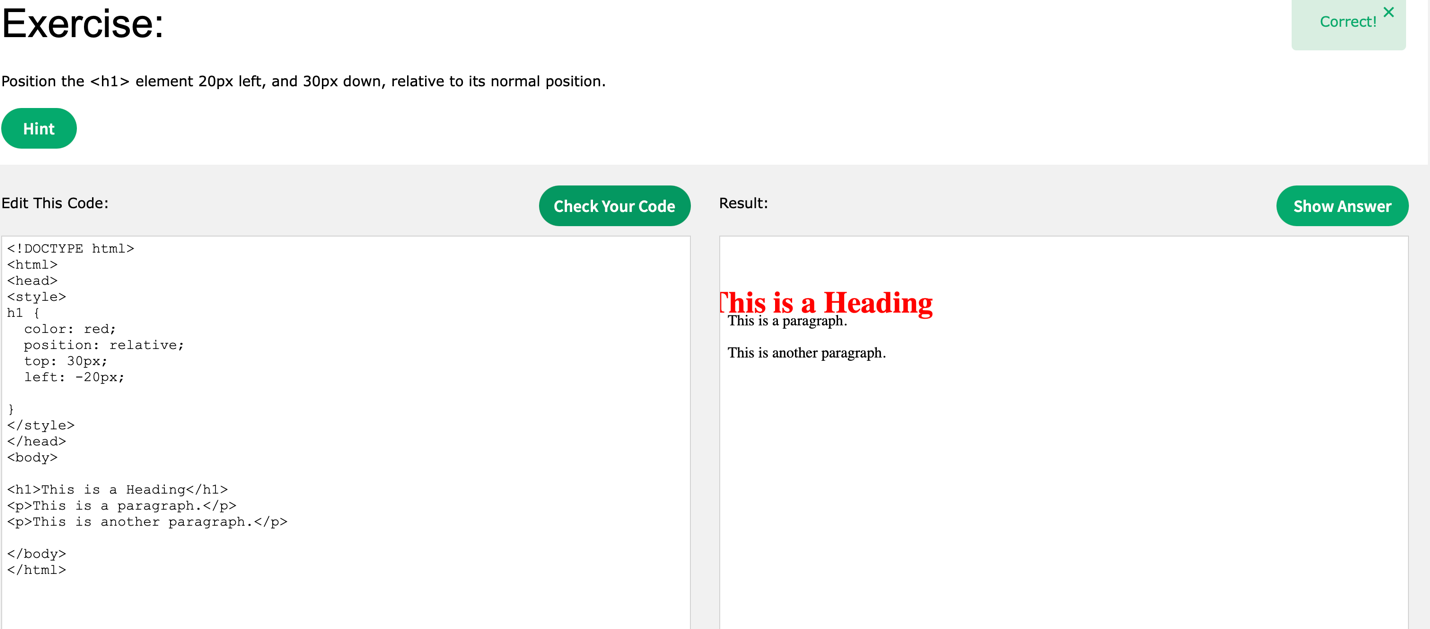 Exercise:
Correct! ×
Position the <h1> element 20px left, and 30px down, relative to its normal position.
Hint
Edit This Code:
Check Your Code
<!DOCTYPE html>
<html>
<head>
<style>
h1 {
  color: red;
  position: relative;
  top: 30px;
  left: -20px;

}
</style>
</head>
<body>

<h1>This is a Heading</h1>
<p>This is a paragraph.</p>
<p>This is another paragraph.</p>

</body>
</html>
Result:
Show Answer
This is a Heading
This is a paragraph.
This is another paragraph.